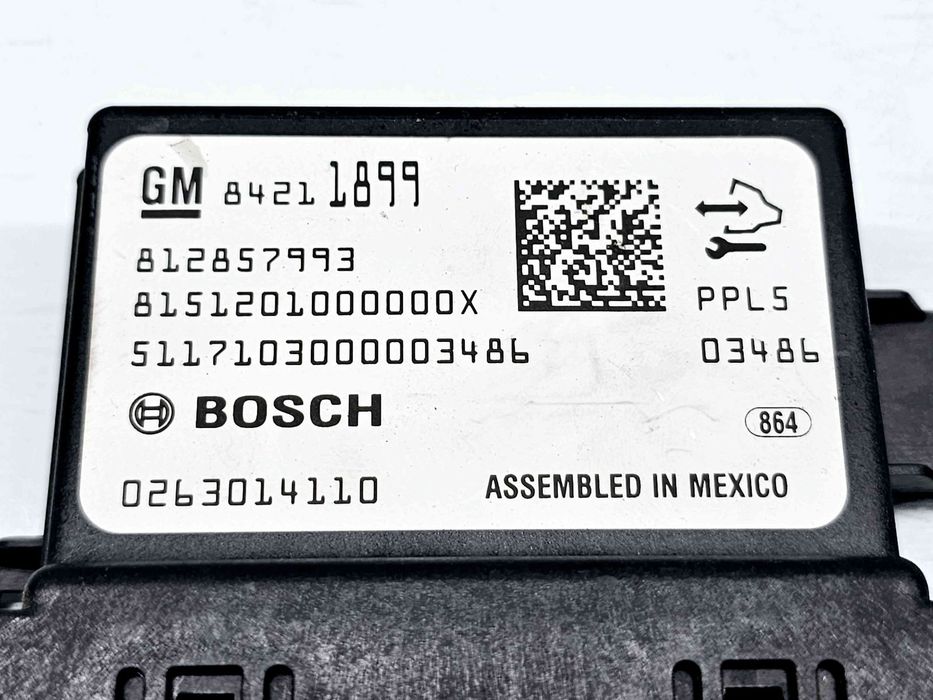 GM 84211899
812857993
8151201000000X
PPL5
5117103000003486
03486
BOSCH
864
0263014110
ASSEMBLED IN MEXICO